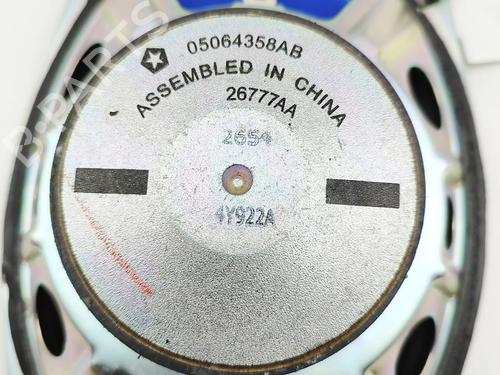 05064358AB
ASSEMBLED IN CHINA
26777AA
2654
4Y922A
B-PARTS